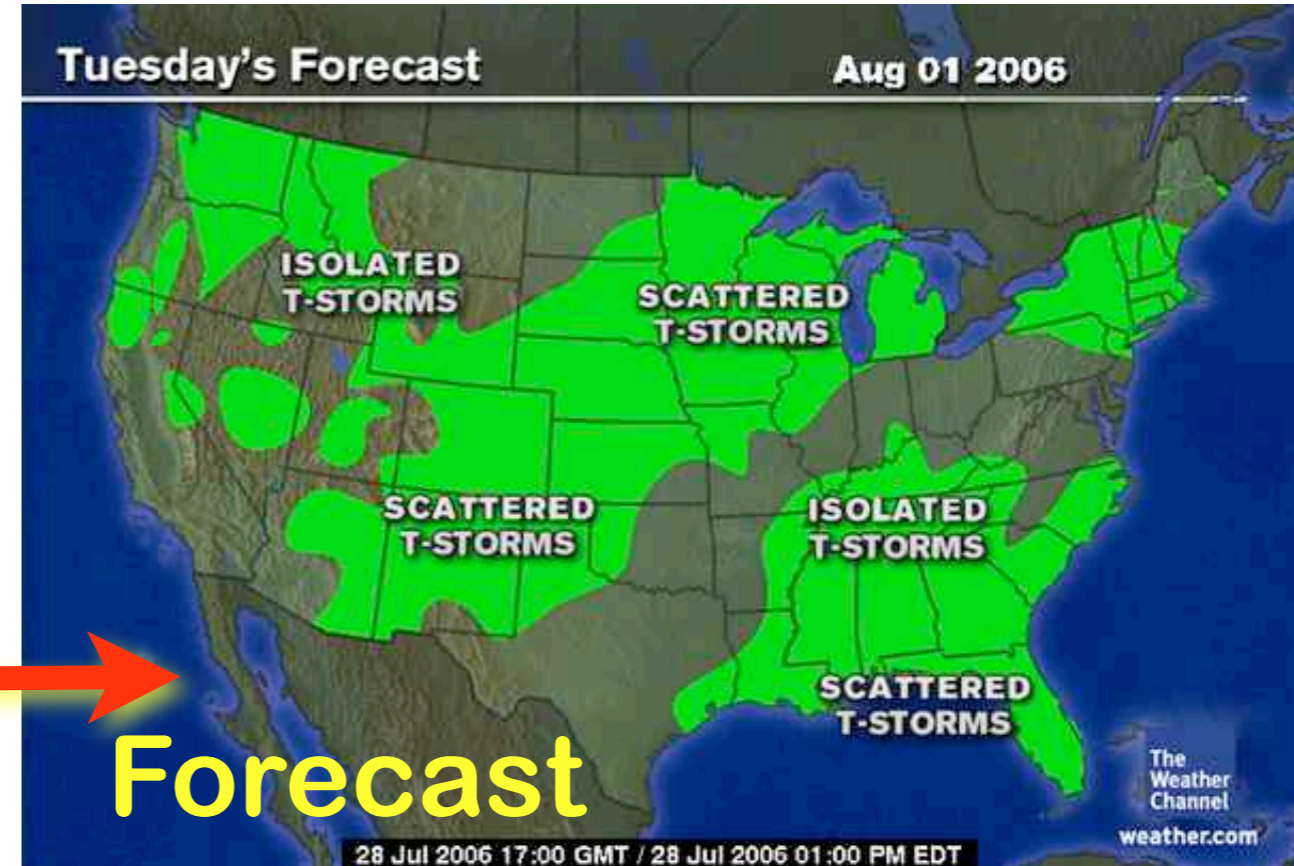 Tuesday's Forecast
Aug 01 2006
ISOLATED
T-STORMS
SCATTERED
T-STORMS
SCATTERED
T-STORMS
ISOLATED
T-STORMS
SCATTERED
T-STORMS
Forecast
The
Weather
Channel
weather.com
28 Jul 2006 17:00 GMT / 28 Jul 2006 01:00 PM EDT